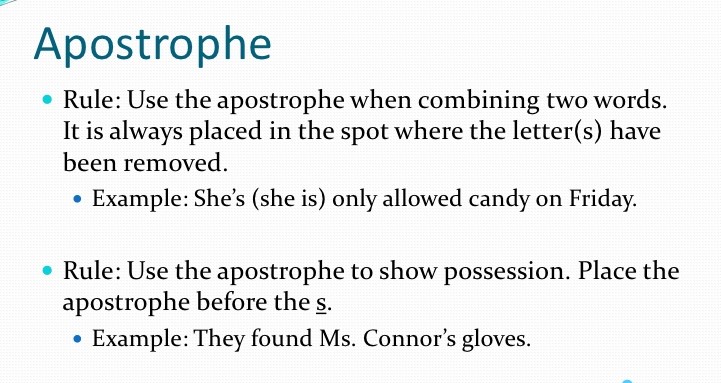 Apostrophe
• Rule: Use the apostrophe when combining two words.
It is always placed in the spot where the letter(s) have
been removed.
• Example: She’s (she is) only allowed candy on Friday.
• Rule: Use the apostrophe to show possession. Place the
apostrophe before the s.
• Example: They found Ms. Connor’s gloves.